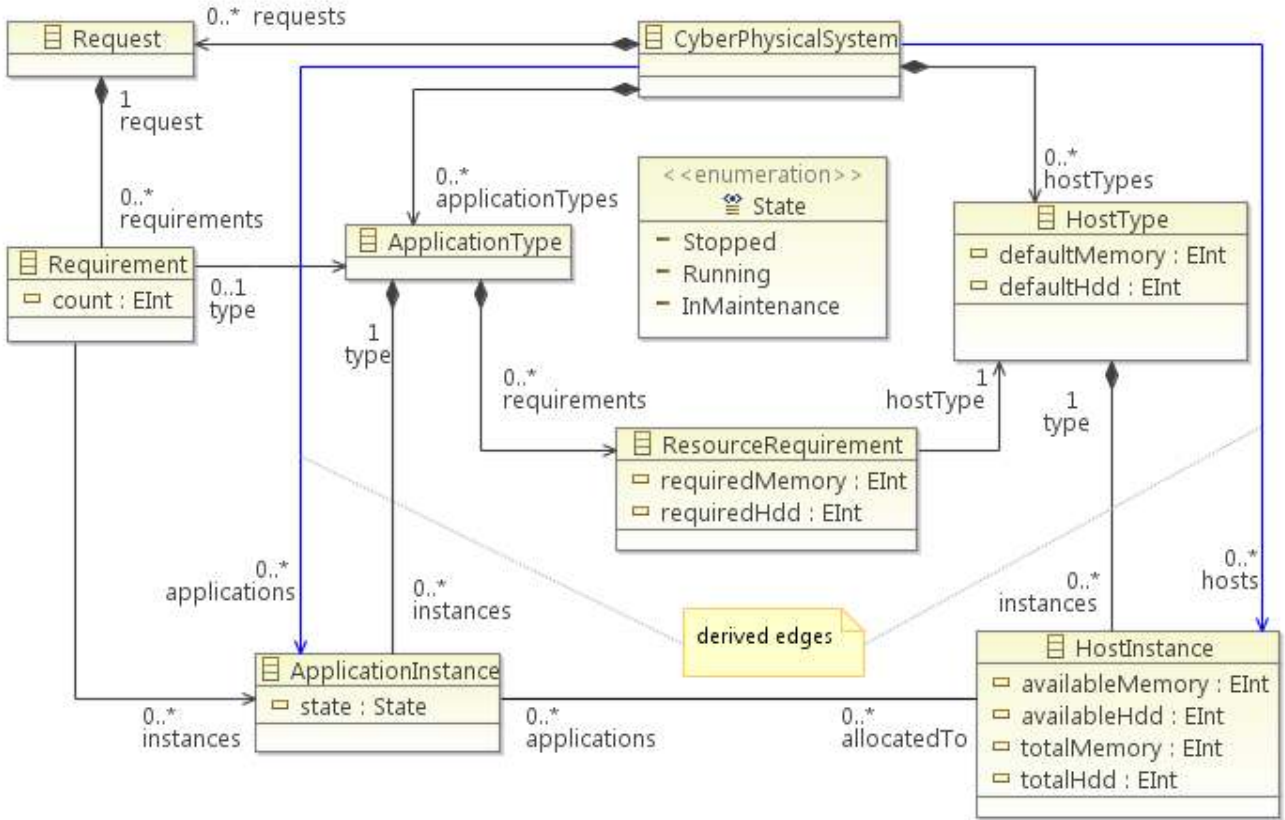 0..* requests
Request
CyberPhysicalSystem
1
request
0..*
requirements
0..*
applicationTypes
<<enumeration>>
State
Stopped
Running
InMaintenance
0..*
hostTypes
HostType
defaultMemory : EInt
defaultHdd : EInt
Requirement
count : EInt
0..1
type
ApplicationType
1
type
0..*
requirements
1
hostType
1
type
ResourceRequirement
requiredMemory : EInt
requiredHdd : EInt
0..*
applications
0..*
instances
derived edges
0..*
instances
0..*
hosts
ApplicationInstance
state : State
0..*
instances
0..*
applications
0..*
allocatedTo
HostInstance
availableMemory : EInt
availableHdd : EInt
totalMemory : EInt
totalHdd : EInt